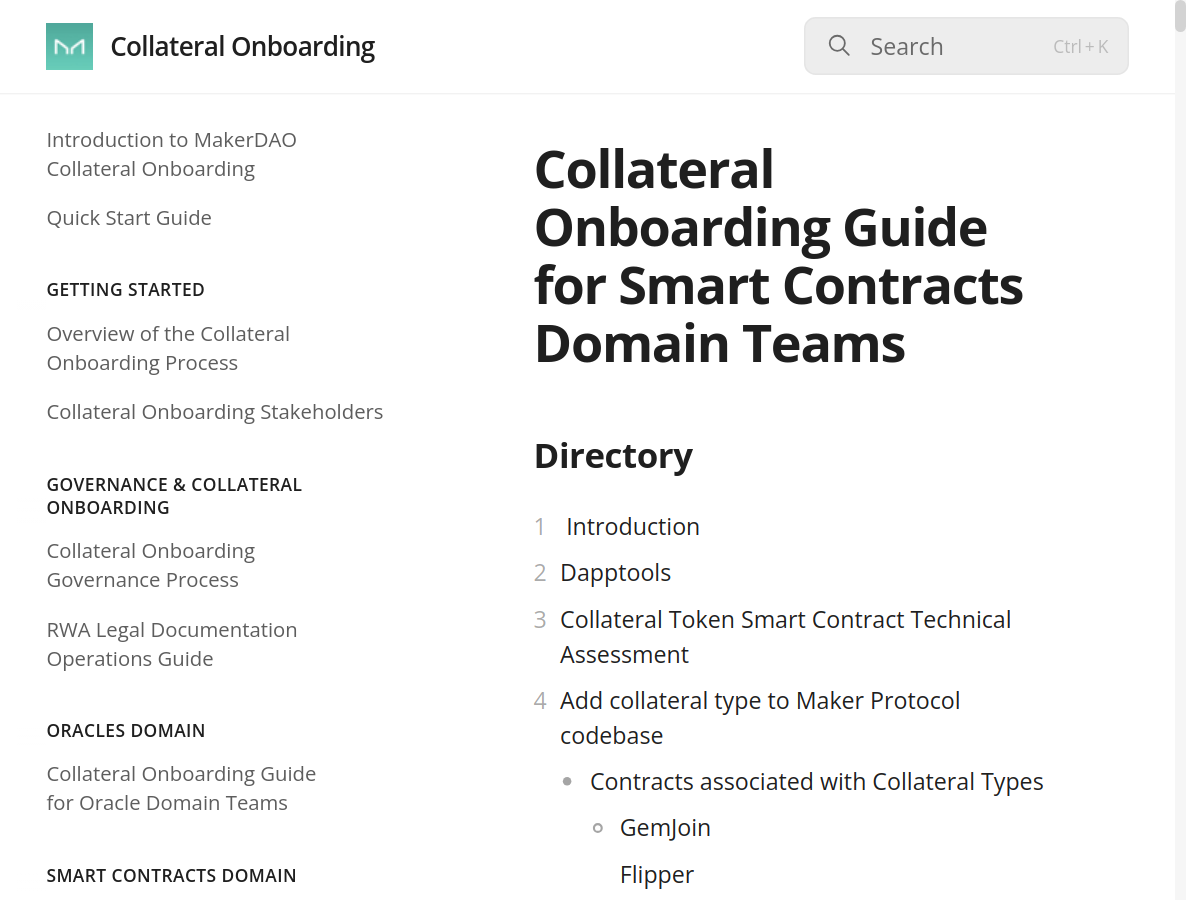 Collateral Onboarding
Search
Ctrl + K
Introduction to MakerDAO
Collateral Onboarding
Quick Start Guide
GETTING STARTED
Overview of the Collateral
Onboarding Process
Collateral Onboarding Stakeholders
GOVERNANCE & COLLATERAL
ONBOARDING
Collateral Onboarding
Governance Process
RWA Legal Documentation
Operations Guide
ORACLES DOMAIN
Collateral Onboarding Guide
for Oracle Domain Teams
SMART CONTRACTS DOMAIN
Collateral
Onboarding Guide
for Smart Contracts
Domain Teams
Directory
1 Introduction
2 Dapptools
3 Collateral Token Smart Contract Technical
Assessment
4 Add collateral type to Maker Protocol
codebase
Contracts associated with Collateral Types
GemJoin
Flipper